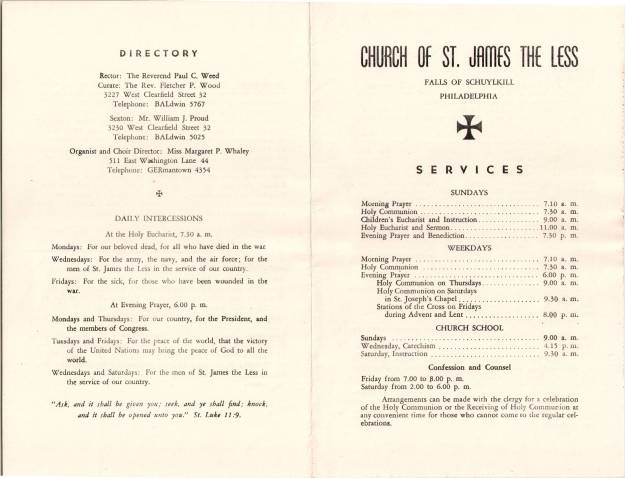 DIRECTORY
Rector: The Reverend Paul C. Weed
Curate: The Rev. Fletcher P. Wood
3227 West Clearfield Street 32
Telephone: BALdwin 5767
Sexton: Mr. William J. Proud
3230 West Clearfield Street 32
Telephone: BALdwin 5025
Organist and Choir Director: Miss Margaret P. Whaley
511 East Washington Lane 44
Telephone: GERmantown 4354
DAILY INTERCESSIONS
At the Holy Eucharist, 7.30 a. m.
Mondays: For our beloved dead, for all who have died in the war.
Wednesdays: For the army, the navy, and the air force; for the
men of St. James the Less in the service of our country.
Fridays: For the sick, for those who have been wounded in the
war.
At Evening Prayer, 6.00 p. m.
Mondays and Thursdays: For our country, for the President, and
the members of Congress.
Tuesdays and Fridays: For the peace of the world, that the victory
of the United Nations may bring the peace of God to all the
world.
Wednesdays and Saturdays: For the men of St. James the Less in
the service of our country.
"Ask, and it shall be given you; seek, and ye shall find; knock,
and it shall be opened unto you." St. Luke 11:9.
CHURCH OF ST. JAMES THE LESS
FALLS OF SCHUYLKILL
PHILADELPHIA
SERVICES
SUNDAYS
Morning Prayer ........ 7.10 a. m.
Holy Communion ........ 7.30 a. m.
Children's Eucharist and Instruction ........ 9.00 a. m.
Holy Eucharist and Sermon ........ 11.00 a. m.
Evening Prayer and Benediction ........ 7.30 p. m.
WEEKDAYS
Morning Prayer ........ 7.10 a. m.
Holy Communion ........ 7.30 a. m.
Evening Prayer ........ 6.00 p. m.
Holy Communion on Thursdays ........ 9.00 a. m.
Holy Communion on Saturdays
in St. Joseph's Chapel ........ 9.30 a. m.
Stations of the Cross on Fridays
during Advent and Lent ........ 8.00 p. m.
CHURCH SCHOOL
Sundays ........ 9.00 a. m.
Wednesday, Catechism ........ 4.15 p. m.
Saturday, Instruction ........ 9.30 a. m.
Confession and Counsel
Friday from 7.00 to 8.00 p. m.
Saturday from 2.00 to 6.00 p. m.
Arrangements can be made with the clergy for a celebration
of the Holy Communion or the Receiving of Holy Communion at
any convenient time for those who cannot come to the regular cel-
ebrations.